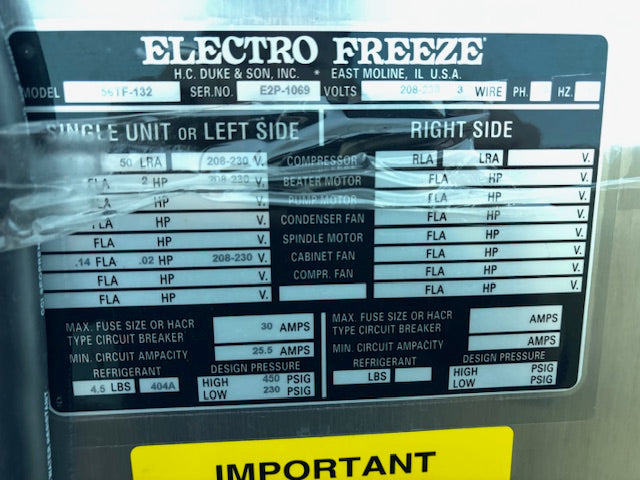 ELECTRO FREEZE
H.C. DUKE & SON, INC. * EAST MOLINE, IL U.S.A.
MODEL 56TF-132 SER.NO. E2P-1069 VOLTS 208-230 3 WIRE PH. HZ.
SINGLE UNIT OR LEFT SIDE RIGHT SIDE
50 LRA 208-230 V. COMPRESSOR RLA LRA V.
FLA 2 HP 208-230 V. BEATER MOTOR FLA HP V.
FLA HP V. PUMP MOTOR FLA HP V.
FLA HP V. CONDENSER FAN FLA HP V.
FLA HP V. SPINDLE MOTOR FLA HP V.
.14 FLA .02 HP 208-230 V. CABINET FAN FLA HP V.
FLA HP V. COMPR. FAN FLA HP V.
FLA HP V. FLA HP V.
MAX. FUSE SIZE OR HACR
TYPE CIRCUIT BREAKER 30 AMPS
MIN. CIRCUIT AMPACITY 25.5 AMPS
REFRIGERANT DESIGN PRESSURE
4.5 LBS 404A HIGH 450 PSIG
LOW 230 PSIG
MAX. FUSE SIZE OR HACR
TYPE CIRCUIT BREAKER AMPS
MIN. CIRCUIT AMPACITY AMPS
REFRIGERANT DESIGN PRESSURE
LBS HIGH PSIG
LOW PSIG
IMPORTANT